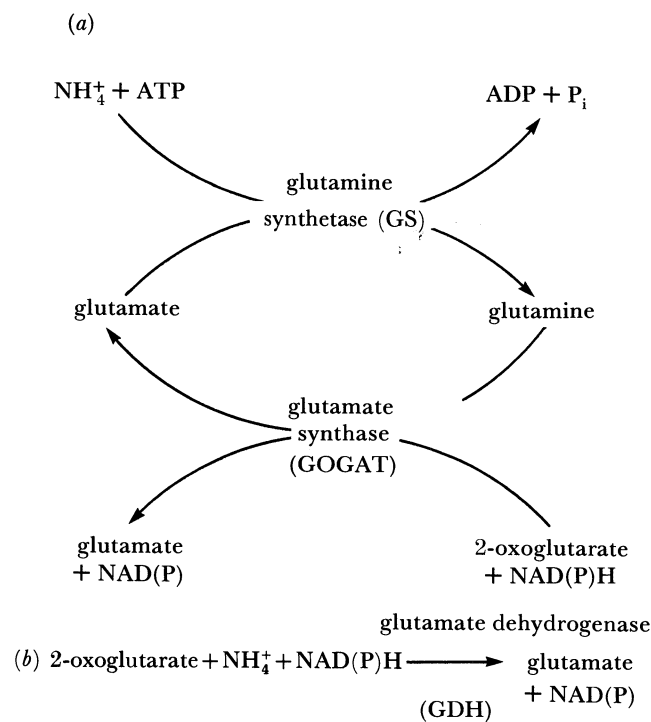 (a)
NH₄⁺ + ATP
ADP + Pᵢ
glutamine
synthetase (GS)
glutamate
glutamine
glutamate
synthase
(GOGAT)
glutamate
+ NAD(P)
2-oxoglutarate
+ NAD(P)H
glutamate dehydrogenase
(b) 2-oxoglutarate + NH₄⁺ + NAD(P)H
glutamate
+ NAD(P)
(GDH)